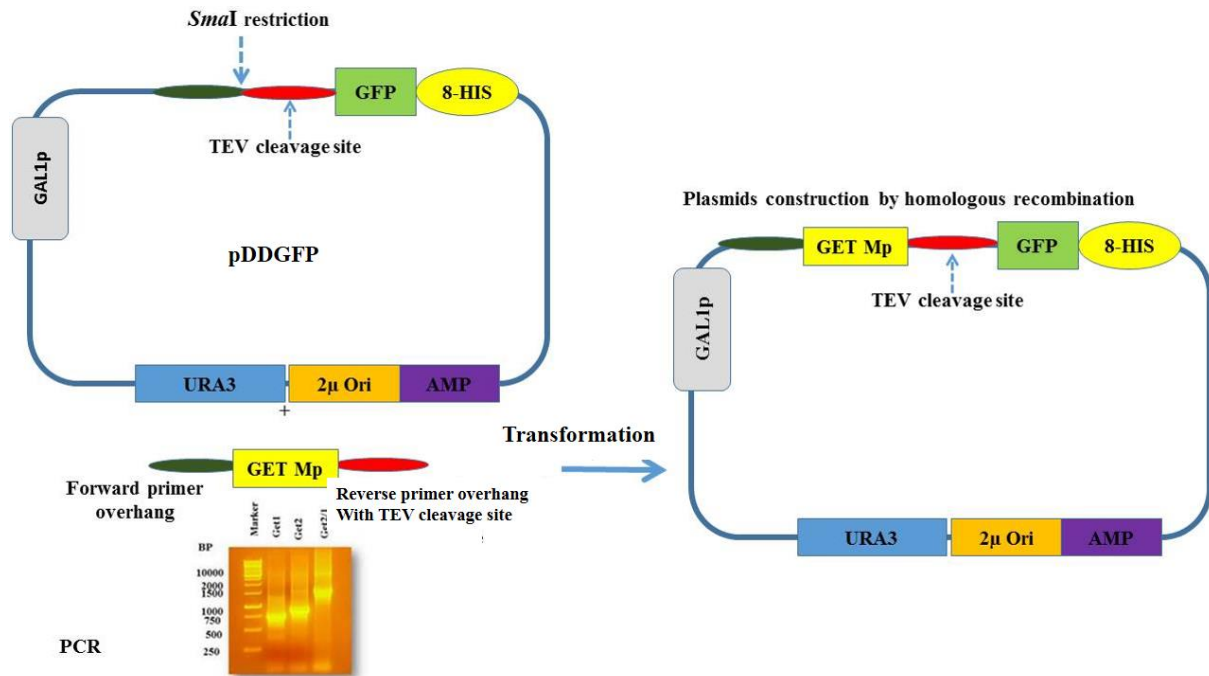 SmaI restriction
GFP
8-HIS
TEV cleavage site
GAL1p
pDDGFP
URA3
2μ Ori
AMP
+
GET Mp
Forward primer
overhang
Reverse primer overhang
With TEV cleavage site
Marker
Get1
Get2
Get2/1
BP
10000
2000
1500
1000
750
500
250
PCR
Transformation
Plasmids construction by homologous recombination
GET Mp
GFP
8-HIS
TEV cleavage site
GAL1p
URA3
2μ Ori
AMP